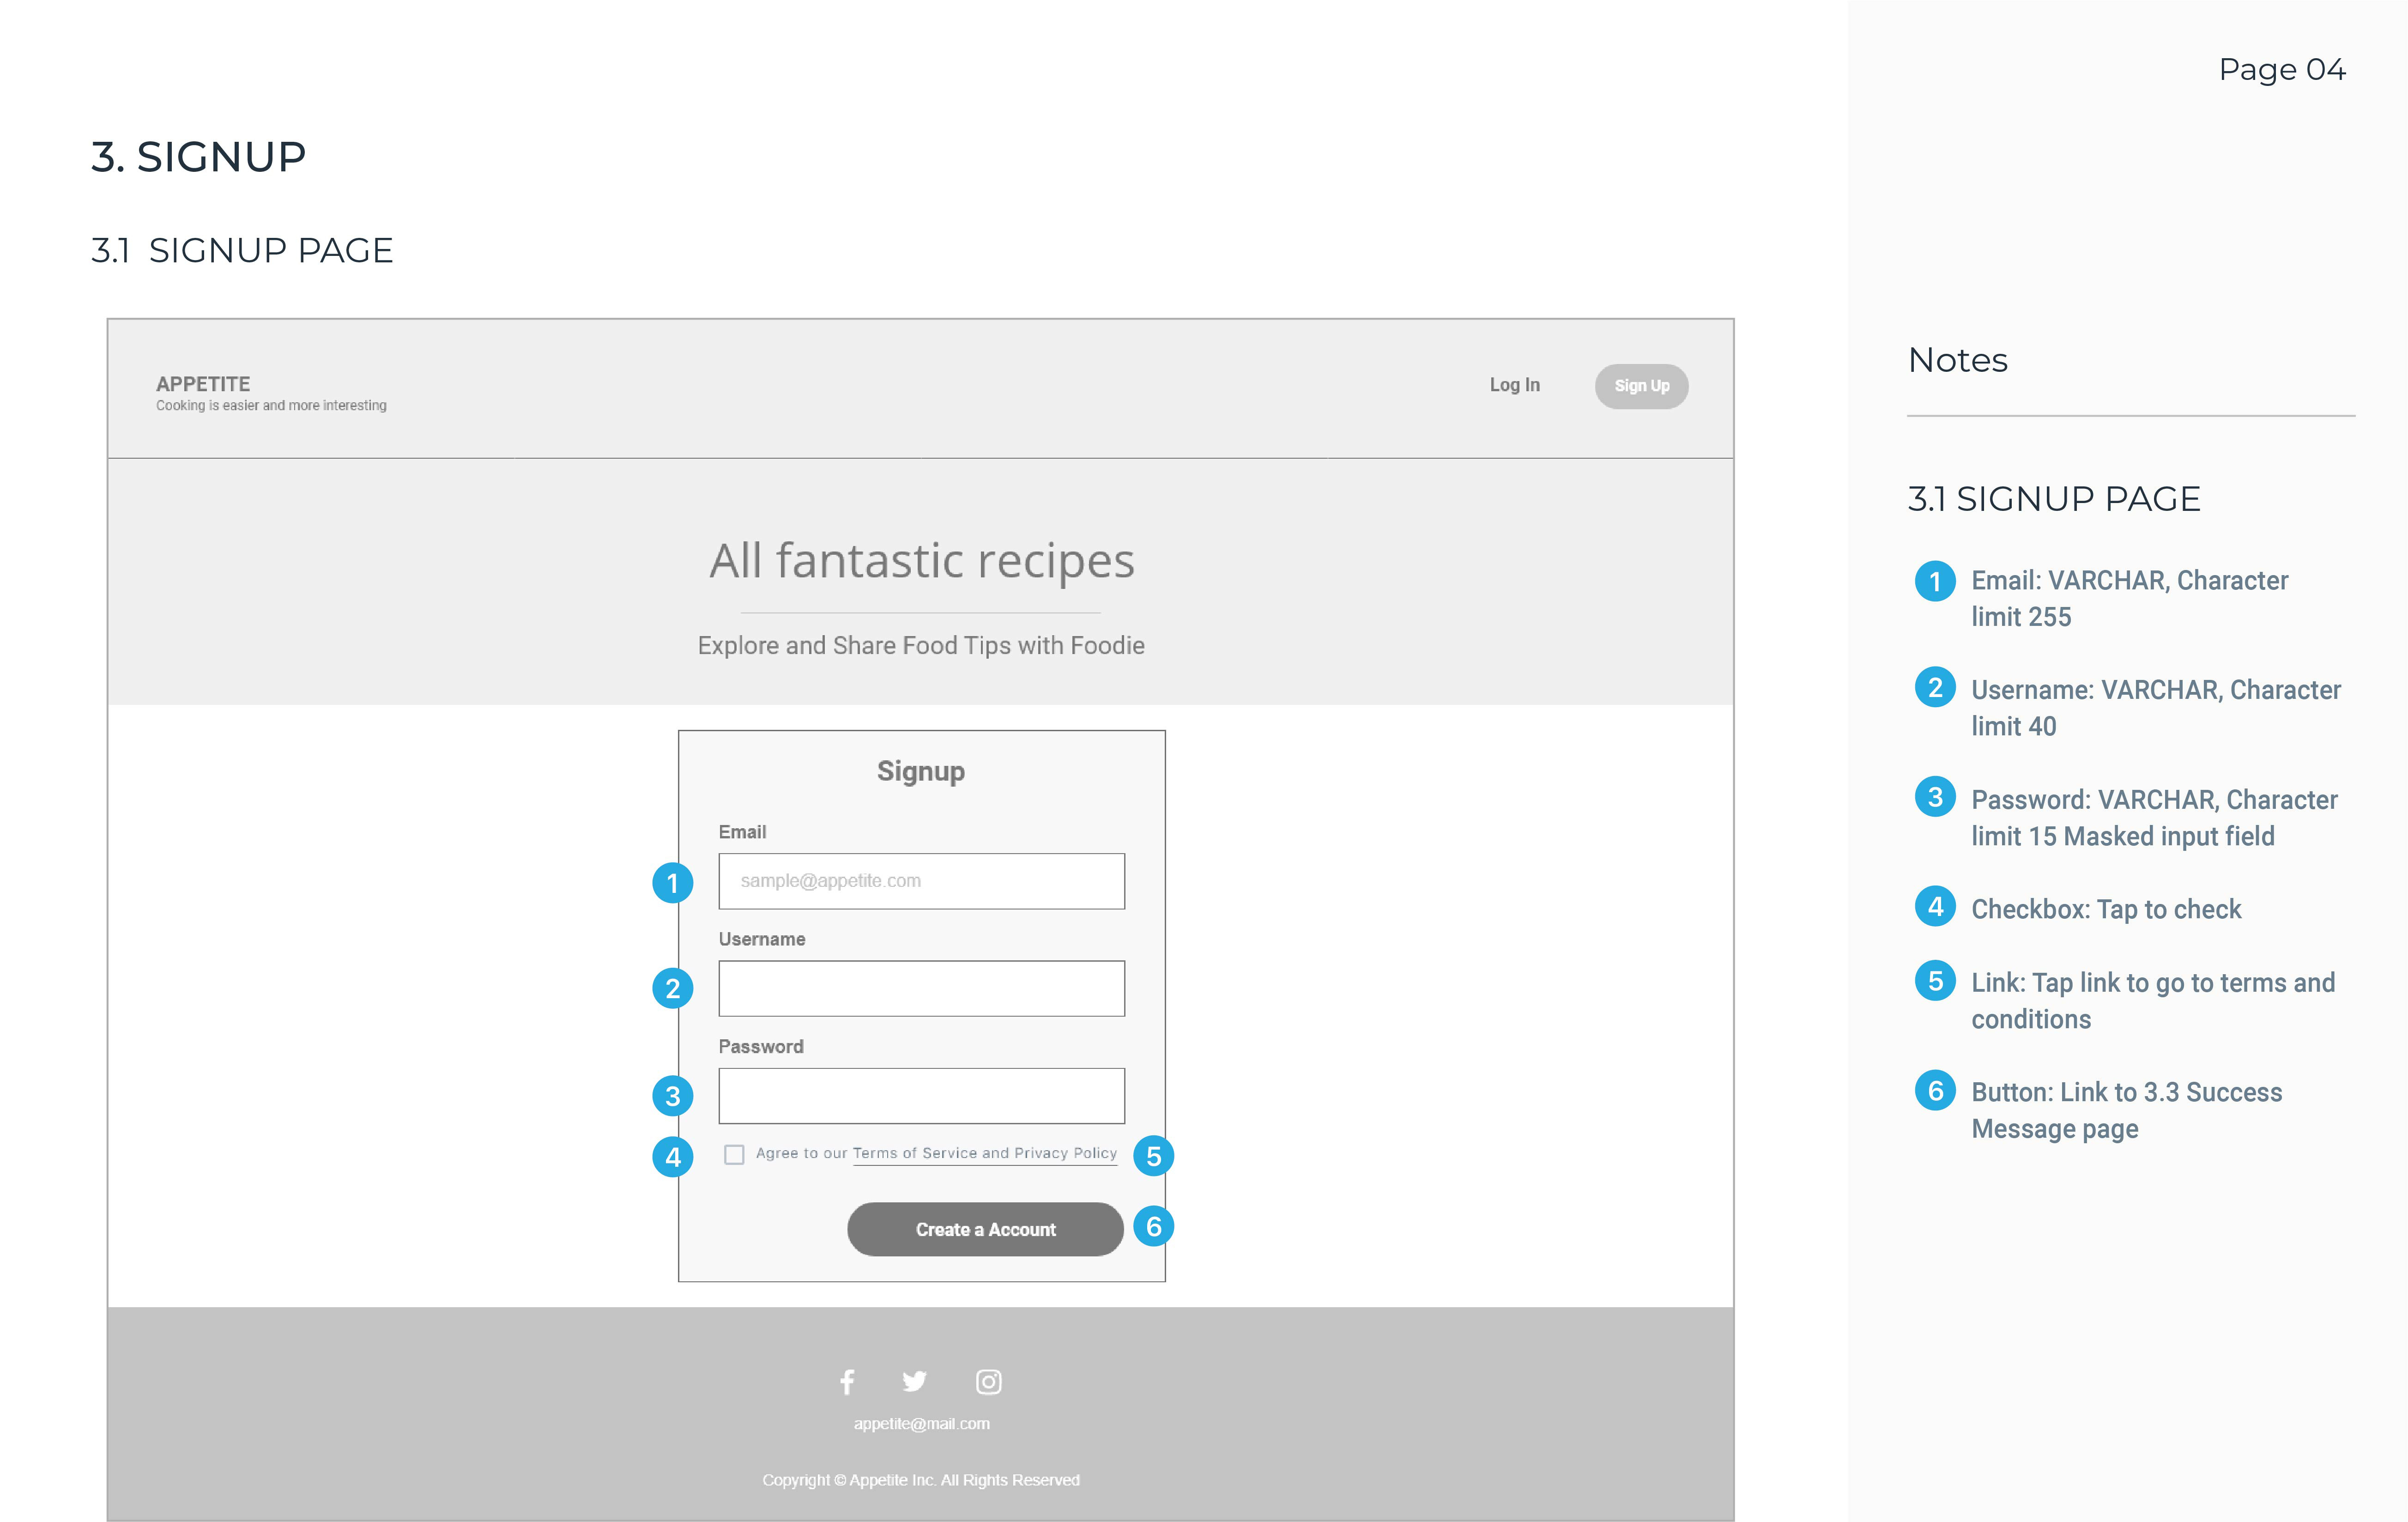 Page 04
3. SIGNUP
3.1 SIGNUP PAGE
APPETITE
Cooking is easier and more interesting
Log In
Sign Up
All fantastic recipes
Explore and Share Food Tips with Foodie
Signup
Email
1
sample@appetite.com
Username
2
Password
3
4
Agree to our Terms of Service and Privacy Policy
5
Create a Account
6
appetite@mail.com
Copyright © Appetite Inc. All Rights Reserved
Notes
3.1 SIGNUP PAGE
1 Email: VARCHAR, Character
limit 255
2 Username: VARCHAR, Character
limit 40
3 Password: VARCHAR, Character
limit 15 Masked input field
4 Checkbox: Tap to check
5 Link: Tap link to go to terms and
conditions
6 Button: Link to 3.3 Success
Message page